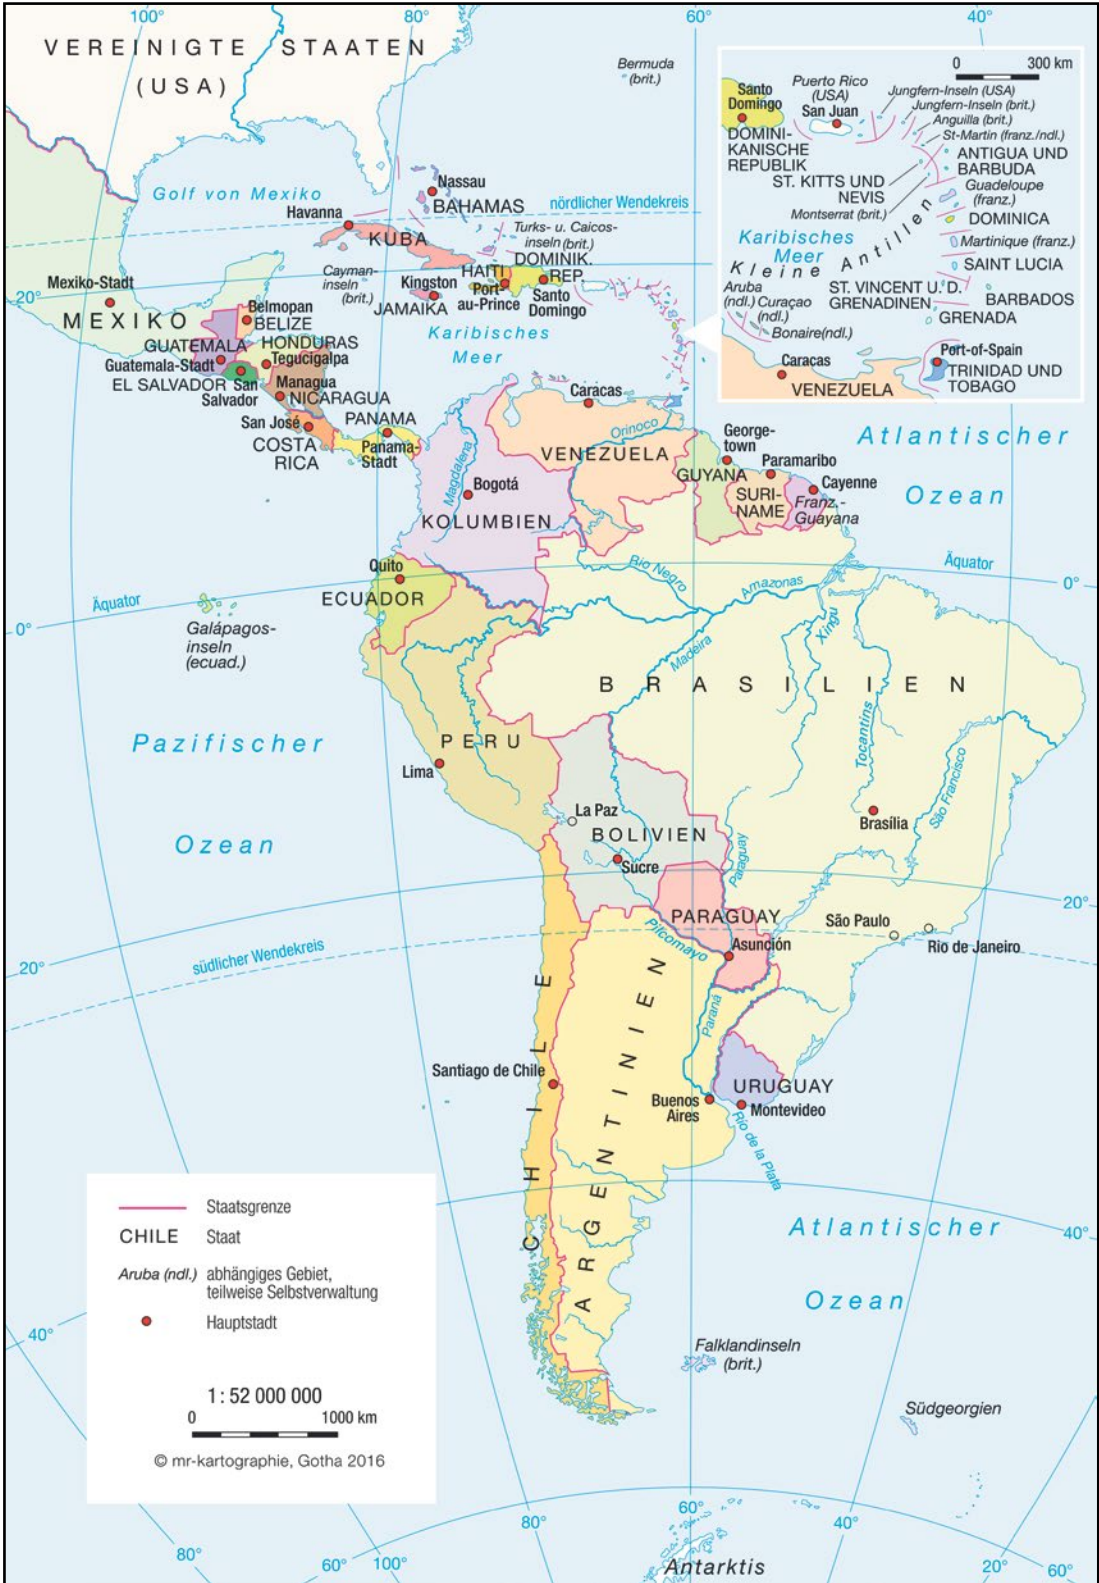 100°
80°
60°
40°
VEREINIGTE STAATEN
(USA)
Bermuda
(brit.)
Golf von Mexiko
Nassau
BAHAMAS
nördlicher Wendekreis
Havanna
KUBA
Turks- u. Caicos-
inseln (brit.)
DOMINIK.
REP.
Cayman-
inseln
(brit.)
Kingston
JAMAIKA
HAITI
Port-
au-Prince
Santo
Domingo
Mexiko-Stadt
20°
MEXIKO
Belmopan
BELIZE
GUATEMALA
HONDURAS
Guatemala-Stadt
Tegucigalpa
EL SALVADOR
San
Salvador
Managua
NICARAGUA
San José
COSTA
RICA
PANAMA
Panama-
Stadt
Karibisches
Meer
0
300 km
Santo
Domingo
DOMINI-
KANISCHE
REPUBLIK
Puerto Rico
(USA)
San Juan
Jungfern-Inseln (USA)
Jungfern-Inseln (brit.)
Anguilla (brit.)
St-Martin (franz./ndl.)
ANTIGUA UND
BARBUDA
ST. KITTS UND
NEVIS
Guadeloupe
(franz.)
Montserrat (brit.)
DOMINICA
Karibisches
Meer
Kleine Antillen
Martinique (franz.)
SAINT LUCIA
Aruba
(ndl.)
Curaçao
(ndl.)
Bonaire(ndl.)
ST. VINCENT U. D.
GRENADINEN
BARBADOS
GRENADA
Caracas
VENEZUELA
Port-of-Spain
TRINIDAD UND
TOBAGO
Caracas
Orinoco
VENEZUELA
Magdalena
Bogotá
KOLUMBIEN
George-
town
GUYANA
Paramaribo
SURI-
NAME
Cayenne
Franz.-
Guayana
Atlantischer
Ozean
Quito
ECUADOR
Äquator
0°
Äquator
0°
Galápagos-
inseln
(ecuad.)
Rio Negro
Amazonas
Madeira
Xingu
Tocantins
São Francisco
BRASILIEN
Pazifischer
Ozean
PERU
Lima
La Paz
BOLIVIEN
Sucre
Brasília
Paraguay
PARAGUAY
Pilcomayo
Asunción
São Paulo
Rio de Janeiro
20°
südlicher Wendekreis
20°
Paraná
CHILE
ARGENTINIEN
Santiago de Chile
URUGUAY
Buenos
Aires
Montevideo
Rio de la Plata
Atlantischer
Ozean
40°
40°
Falklandinseln
(brit.)
Südgeorgien
Staatsgrenze
CHILE Staat
Aruba (ndl.) abhängiges Gebiet,
teilweise Selbstverwaltung
Hauptstadt
1 : 52 000 000
0
1000 km
© mr-kartographie, Gotha 2016
80°
60°
100°
80°
60°
Antarktis
40°
20°
60°